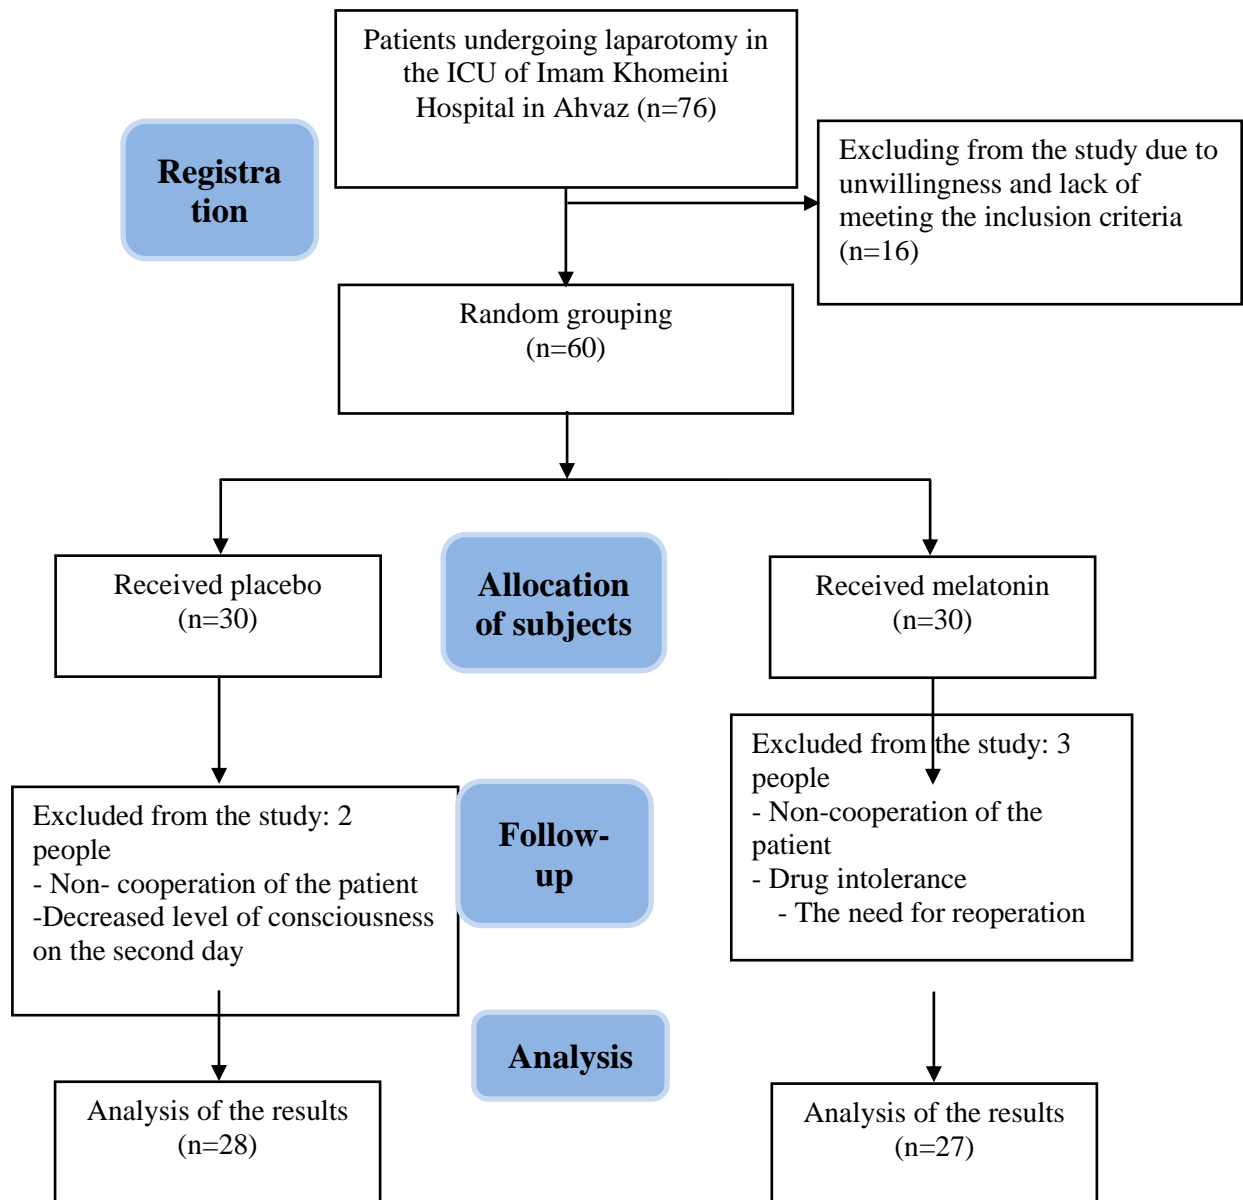 Patients undergoing laparotomy in
the ICU of Imam Khomeini
Hospital in Ahvaz (n=76)
Registra
tion
Excluding from the study due to
unwillingness and lack of
meeting the inclusion criteria
(n=16)
Random grouping
(n=60)
Received placebo
(n=30)
Allocation
of subjects
Received melatonin
(n=30)
Excluded from the study: 2
people
- Non- cooperation of the patient
-Decreased level of consciousness
on the second day
Follow-
up
Excluded from the study: 3
people
- Non-cooperation of the
patient
- Drug intolerance
- The need for reoperation
Analysis
Analysis of the results
(n=28)
Analysis of the results
(n=27)